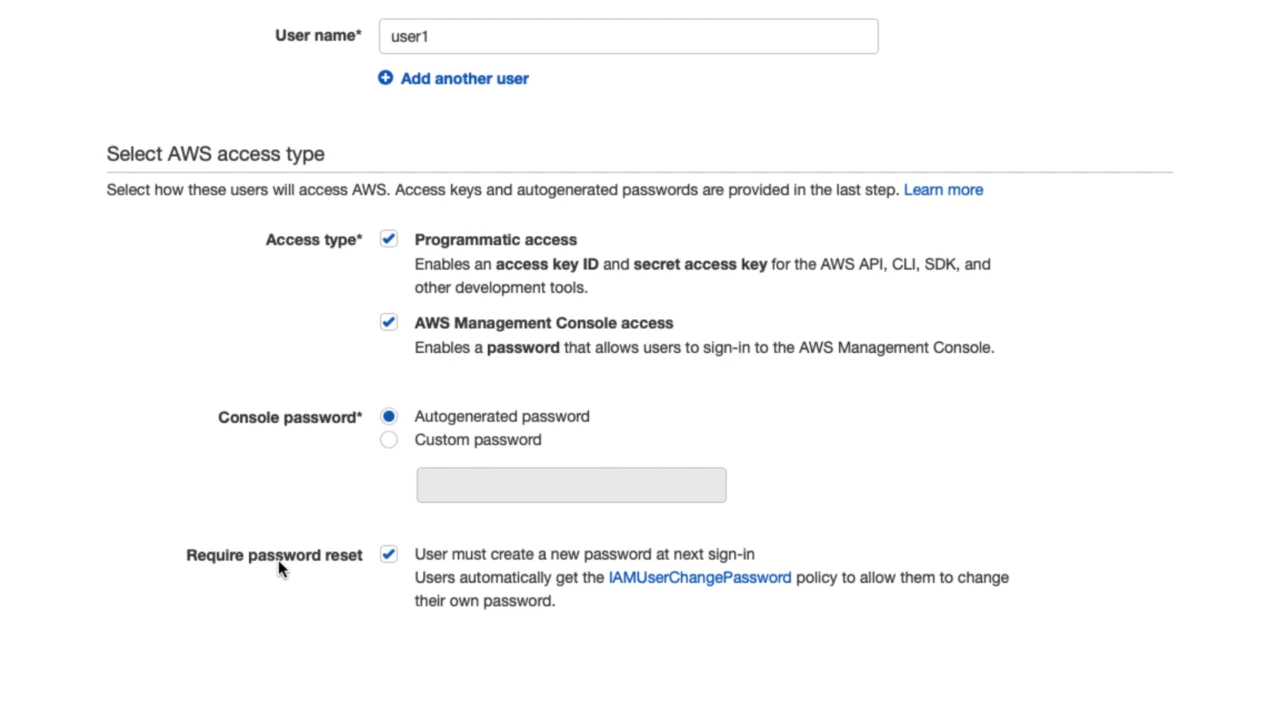 User name* user1
Add another user
Select AWS access type
Select how these users will access AWS. Access keys and autogenerated passwords are provided in the last step. Learn more
Access type* Programmatic access
Enables an access key ID and secret access key for the AWS API, CLI, SDK, and
other development tools.
AWS Management Console access
Enables a password that allows users to sign-in to the AWS Management Console.
Console password* Autogenerated password
Custom password
Require password reset User must create a new password at next sign-in
Users automatically get the IAMUserChangePassword policy to allow them to change
their own password.